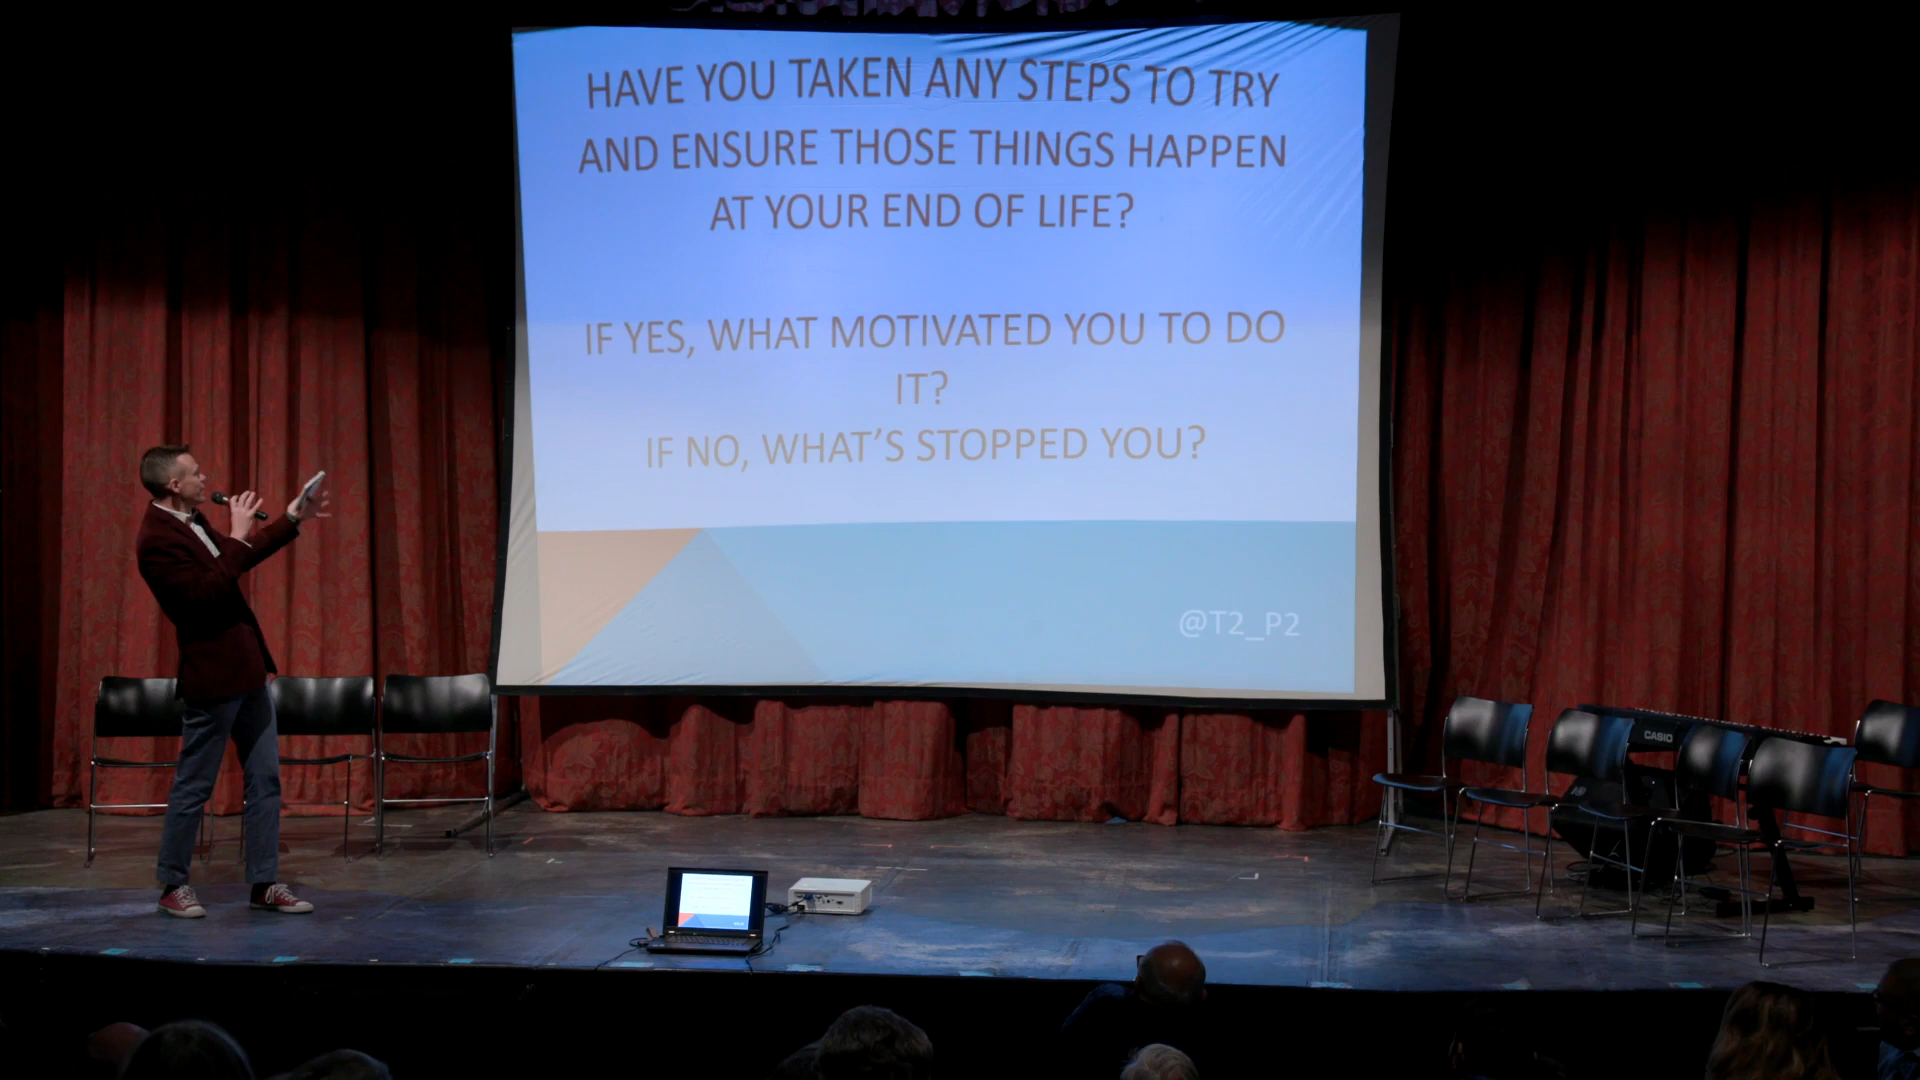 HAVE YOU TAKEN ANY STEPS TO TRY
AND ENSURE THOSE THINGS HAPPEN
AT YOUR END OF LIFE?
IF YES, WHAT MOTIVATED YOU TO DO
IT?
IF NO, WHAT'S STOPPED YOU?
@T2_P2
CASIO